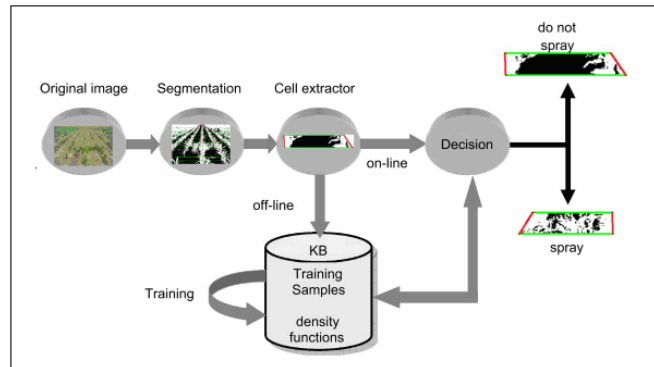 do not
spray
Original image
Segmentation
Cell extractor
on-line
Decision
off-line
spray
KB
Training
Samples
Training
density
functions